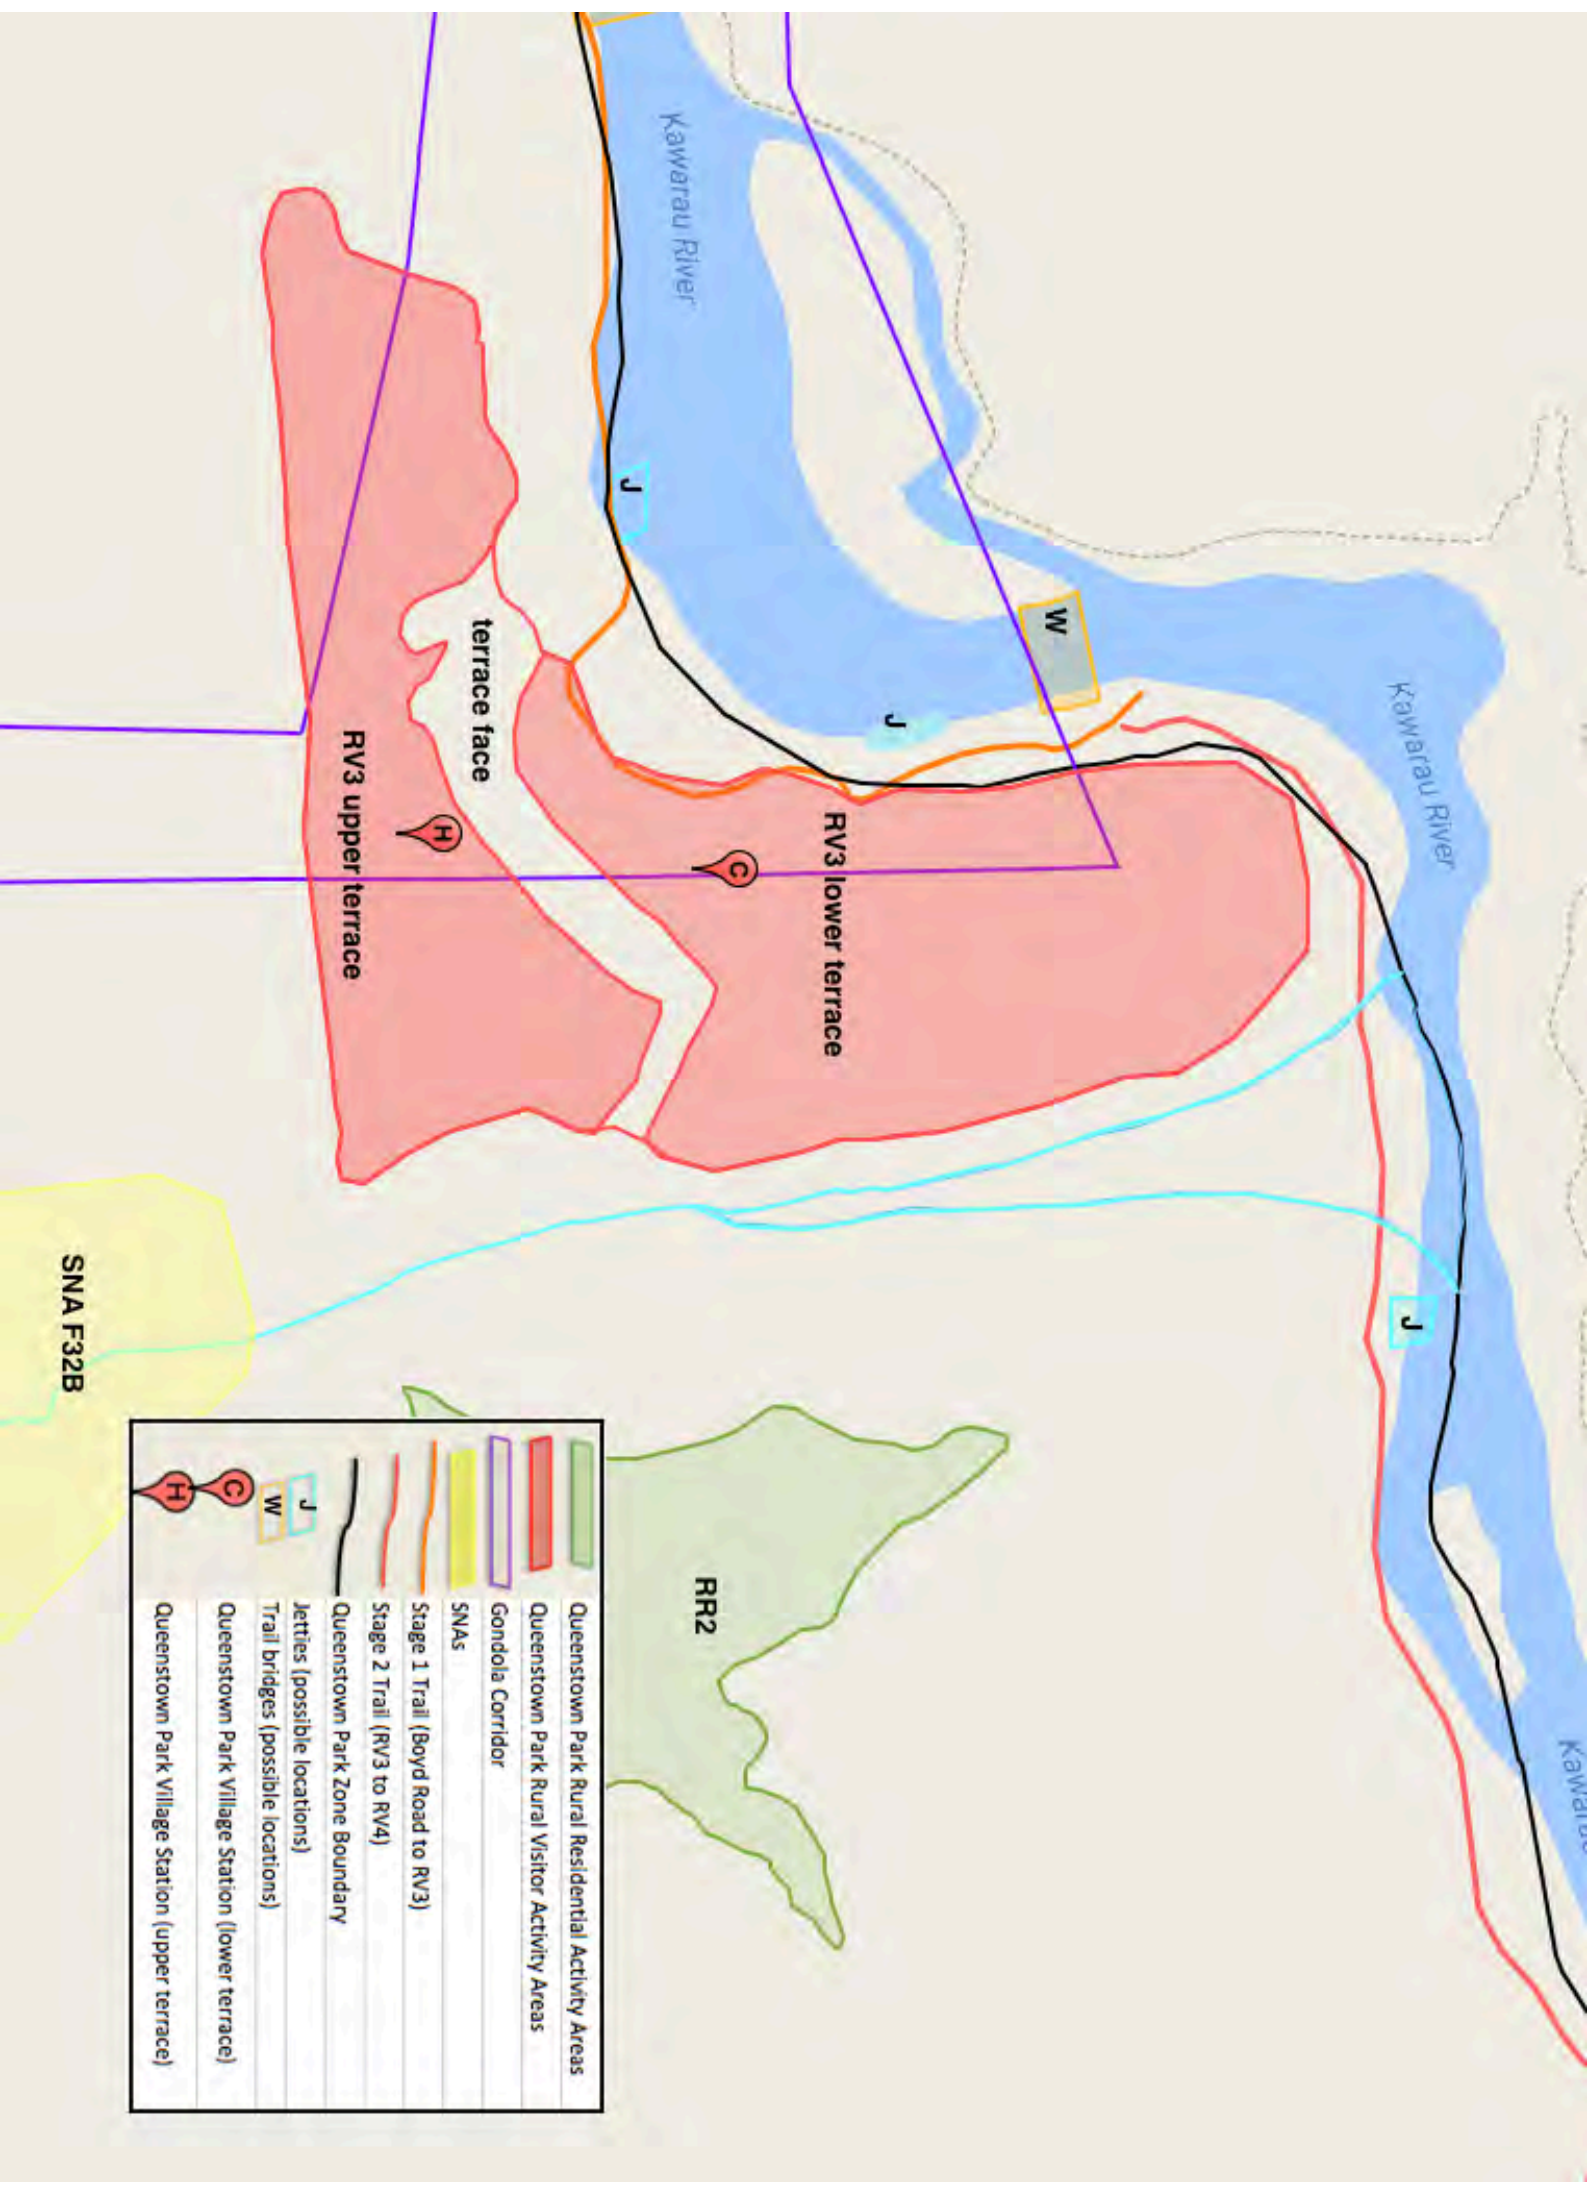 Kawarau River
Kawarau River
J
W
J
J
terrace face
RV3 upper terrace
H
C
RV3 lower terrace
SNA F32B
RR2
Queenstown Park Rural Residential Activity Areas
Queenstown Park Rural Visitor Activity Areas
Gondola Corridor
SNAs
Stage 1 Trail (Boyd Road to RV3)
Stage 2 Trail (RV3 to RV4)
Queenstown Park Zone Boundary
J Jetties (possible locations)
W Trail bridges (possible locations)
C Queenstown Park Village Station (lower terrace)
H Queenstown Park Village Station (upper terrace)